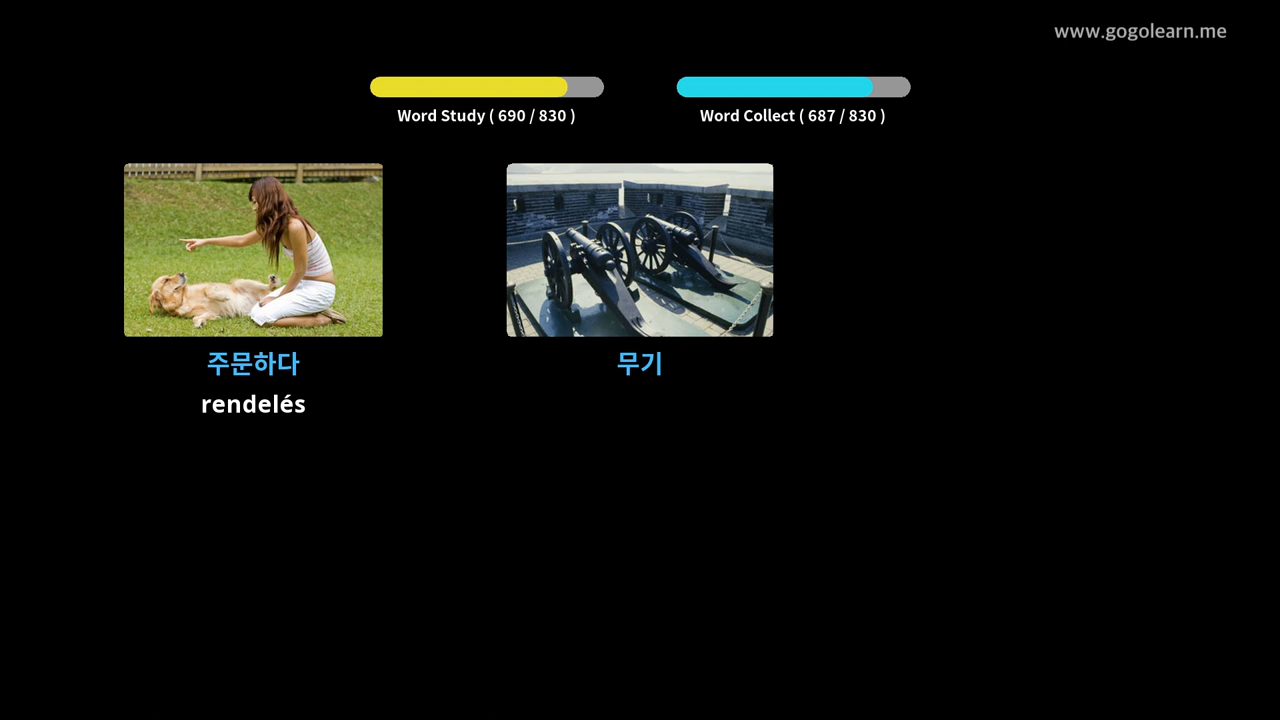 www.gogolearn.me
Word Study ( 690 / 830 )
Word Collect ( 687 / 830 )
주문하다
무기
rendelés